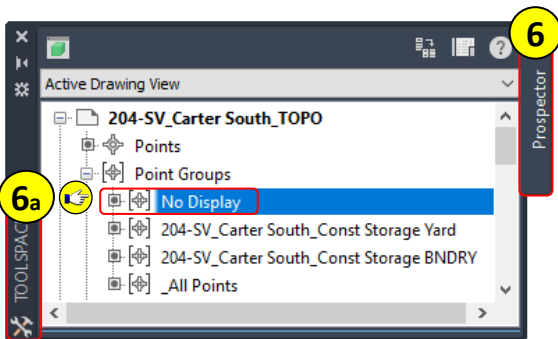 6
Prospector
Active Drawing View
204-SV_Carter South_TOPO
Points
Point Groups
6a
No Display
204-SV_Carter South_Const Storage Yard
204-SV_Carter South_Const Storage BNDRY
_All Points